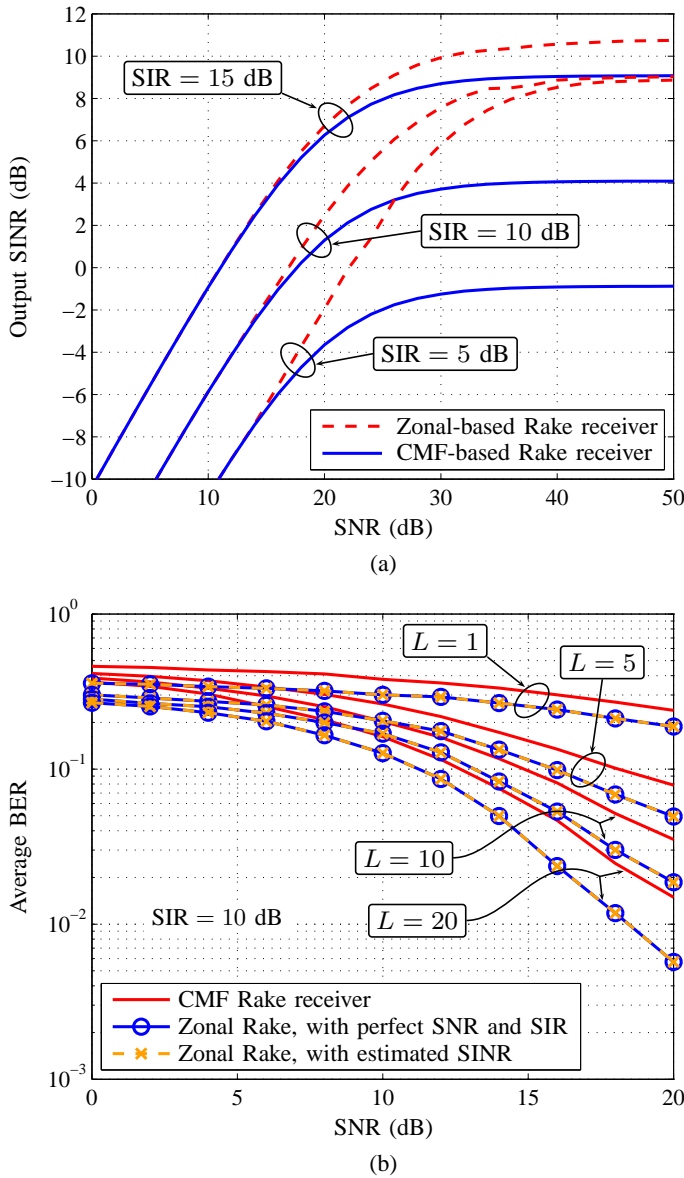 12
10
8
6
4
2
0
−2
−4
−6
−8
−10
Output SINR (dB)
SIR = 15 dB
SIR = 10 dB
SIR = 5 dB
Zonal-based Rake receiver
CMF-based Rake receiver
0 10 20 30 40 50
SNR (dB)
(a)
10^0
10^−1
10^−2
10^−3
Average BER
L = 1
L = 5
L = 10
L = 20
SIR = 10 dB
CMF Rake receiver
Zonal Rake, with perfect SNR and SIR
Zonal Rake, with estimated SINR
0 5 10 15 20
SNR (dB)
(b)